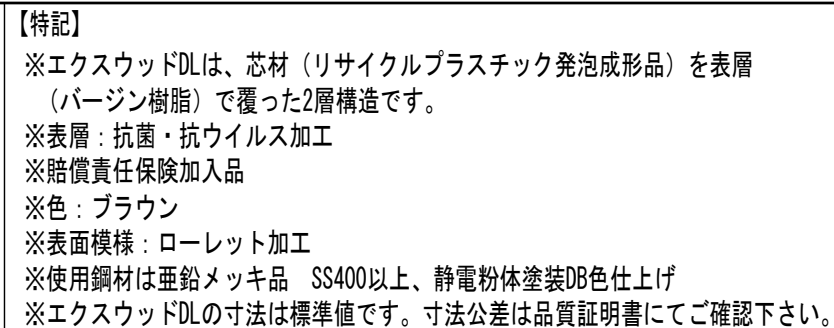 【特記】
※エクスウッドDLは、芯材（リサイクルプラスチック発泡成形品）を表層
（バージン樹脂）で覆った2層構造です。
※表層：抗菌・抗ウイルス加工
※賠償責任保険加入品
※色：ブラウン
※表面模様：ローレット加工
※使用鋼材は亜鉛メッキ品　SS400以上、静電粉体塗装DB色仕上げ
※エクスウッドDLの寸法は標準値です。寸法公差は品質証明書にてご確認下さい。